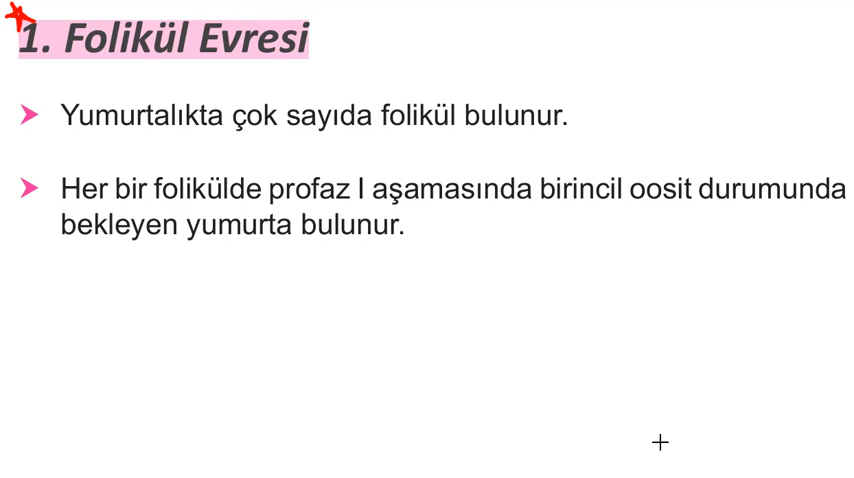 1. Folikül Evresi
Yumurtalıkta çok sayıda folikül bulunur.
Her bir folikülde profaz I aşamasında birincil oosit durumunda
bekleyen yumurta bulunur.